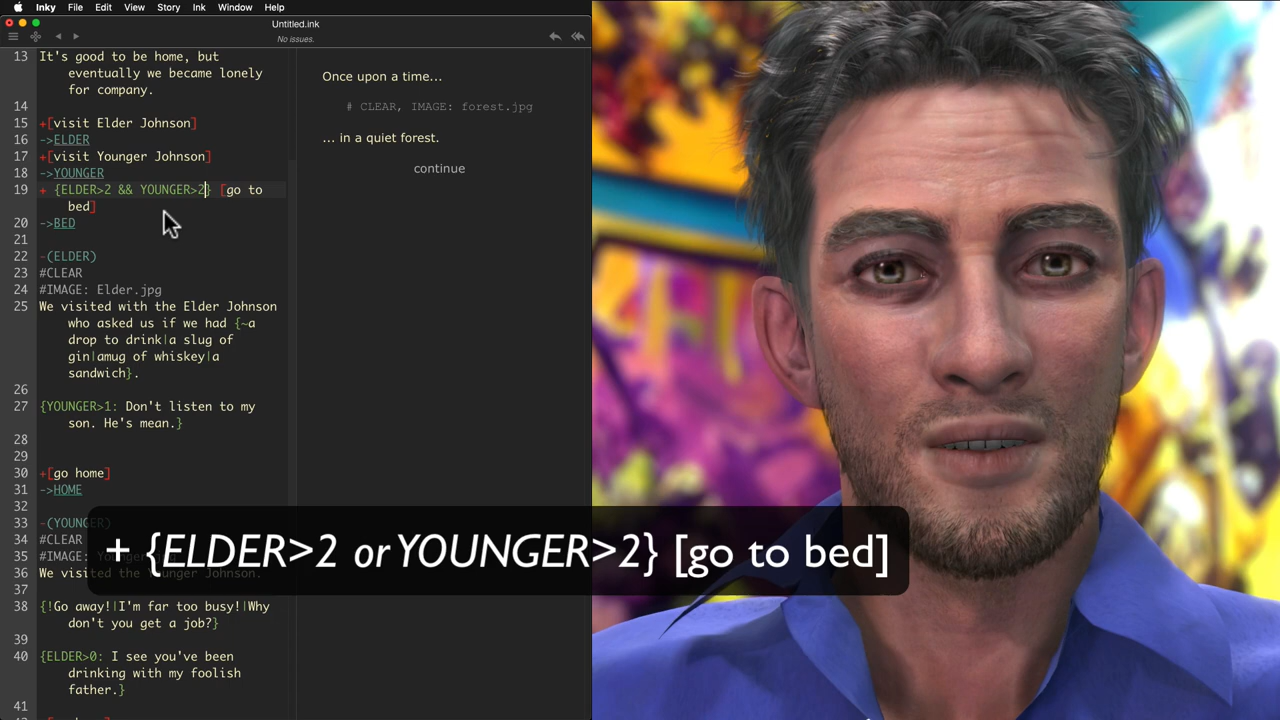 Inky File Edit View Story Ink Window Help
Untitled.ink
No issues.
13 It's good to be home, but
eventually we became lonely
for company.
14
15 +[visit Elder Johnson]
16 ->ELDER
17 +[visit Younger Johnson]
18 ->YOUNGER
19 + {ELDER>2 && YOUNGER>2} [go to
bed]
20 ->BED
21
22 -(ELDER)
23 #CLEAR
24 #IMAGE: Elder.jpg
25 We visited with the Elder Johnson
who asked us if we had {~a
drop to drink|a slug of
gin|amug of whiskey|a
sandwich}.
26
27 {YOUNGER>1: Don't listen to my
son. He's mean.}
28
29
30 +[go home]
31 ->HOME
32
33 -(YOUNGER)
34 #CLEAR
35 #IMAGE:
36 We visited the Younger Johnson.
37
38 {!Go away!|I'm far too busy!|Why
don't you get a job?}
39
40 {ELDER>0: I see you've been
drinking with my foolish
father.}
41
Once upon a time...
# CLEAR, IMAGE: forest.jpg
... in a quiet forest.
continue
+ {ELDER>2 or YOUNGER>2} [go to bed]